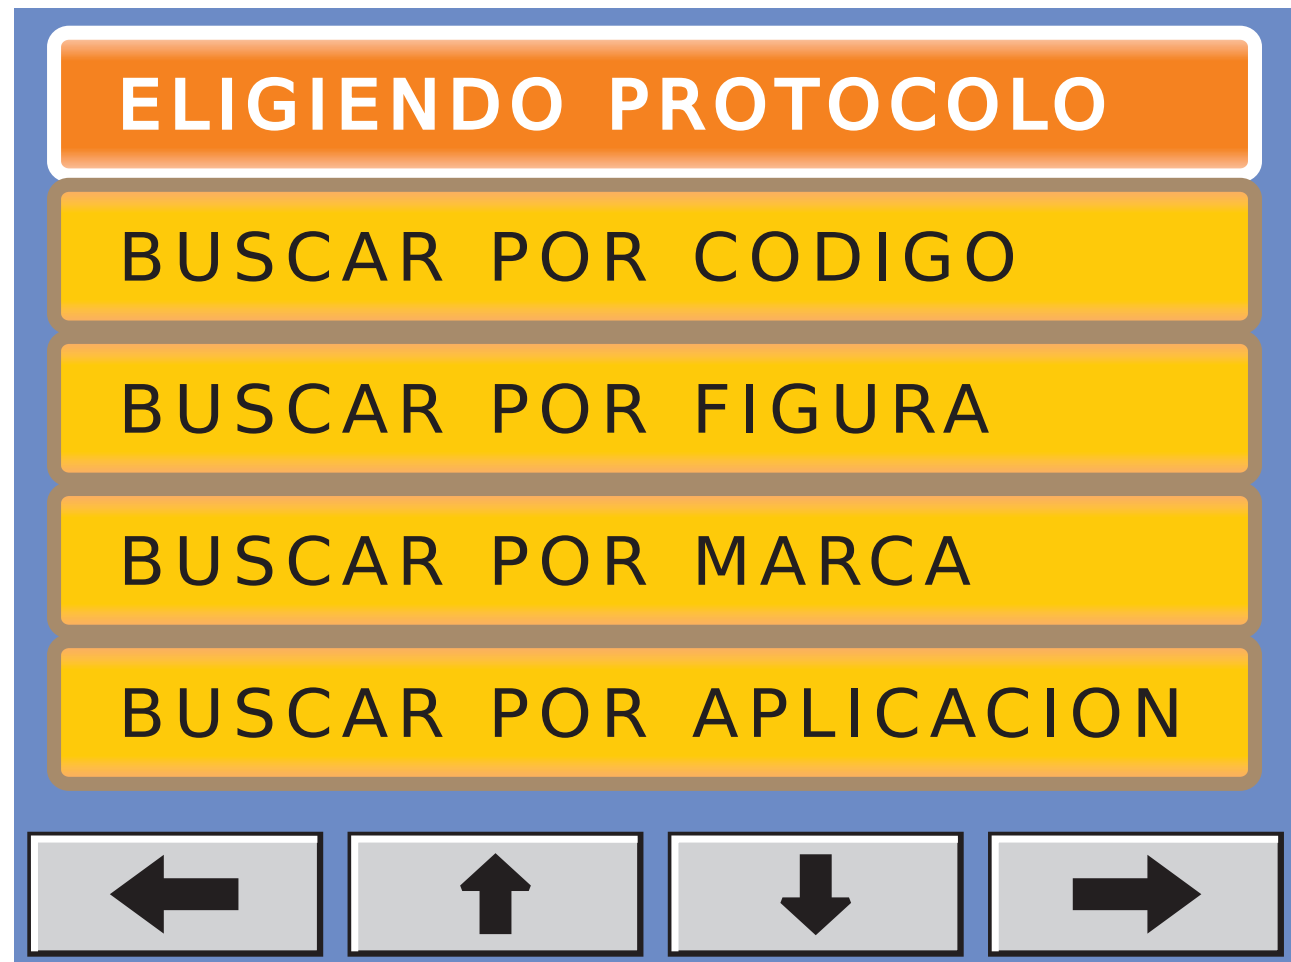 ELIGIENDO PROTOCOLO
BUSCAR POR CODIGO
BUSCAR POR FIGURA
BUSCAR POR MARCA
BUSCAR POR APLICACION